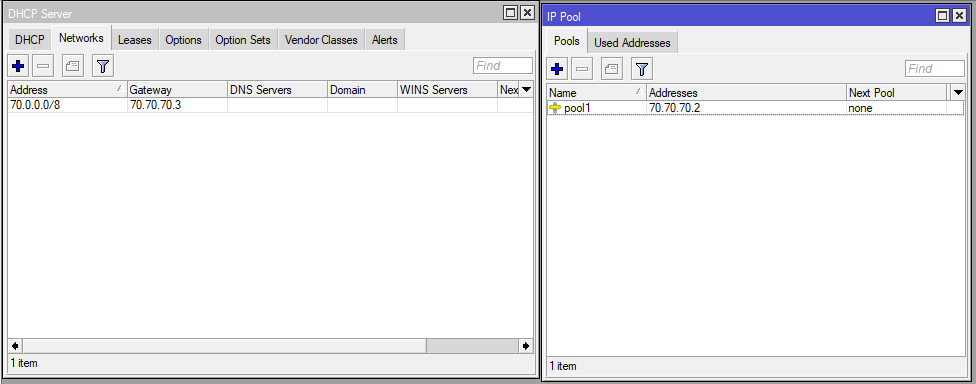 DHCP Server
DHCP Networks Leases Options Option Sets Vendor Classes Alerts
Find
Address Gateway DNS Servers Domain WINS Servers Nex
70.0.0.0/8 70.70.70.3
1 item
IP Pool
Pools Used Addresses
Find
Name Addresses Next Pool
pool1 70.70.70.2 none
1 item